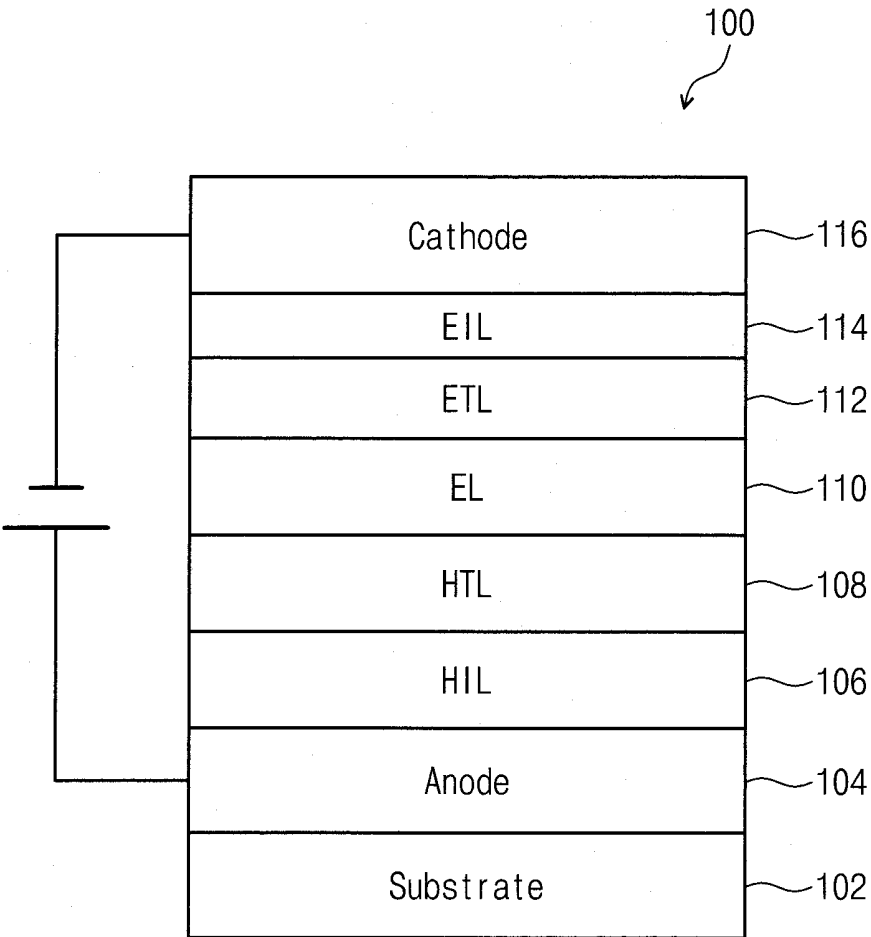 100
Cathode 116
EIL 114
ETL 112
EL 110
HTL 108
HIL 106
Anode 104
Substrate 102